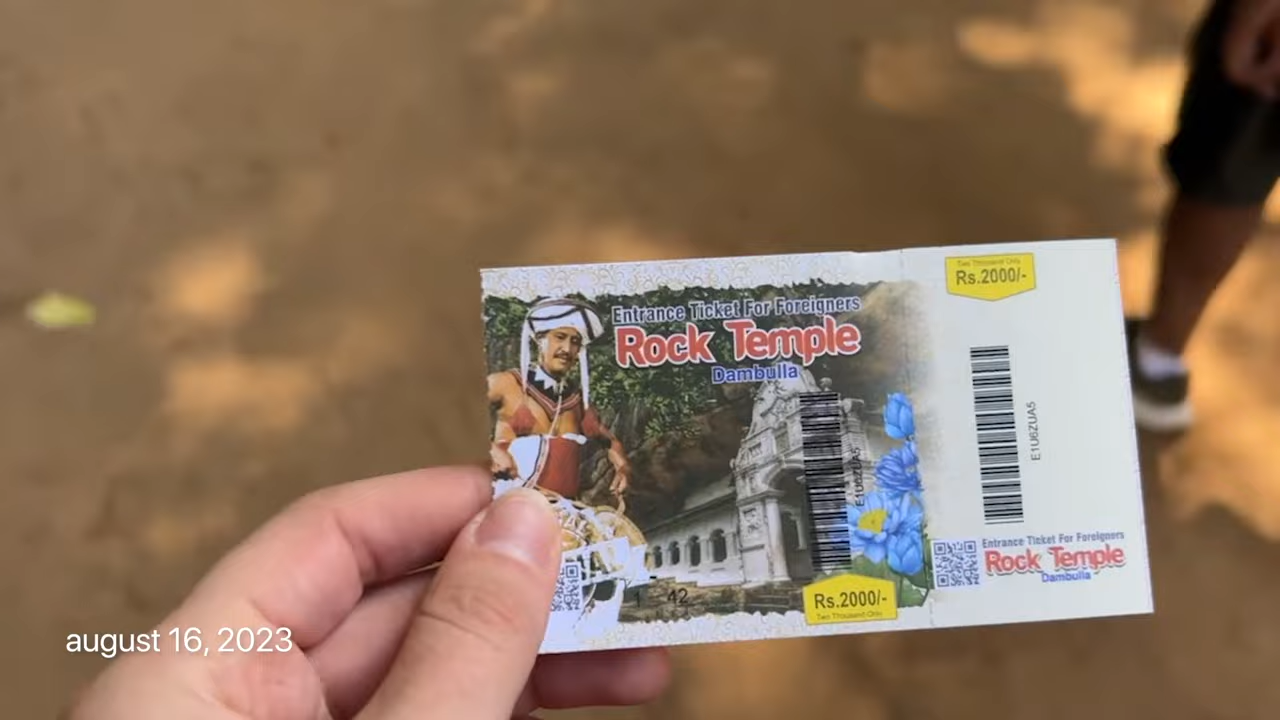 Entrance Ticket For Foreigners
Rock Temple
Dambulla
E1U6ZUA5
42
Rs.2000/-
Two Thousand Only
Two Thousand Only
Rs.2000/-
E1U6ZUA5
Entrance Ticket For Foreigners
Rock Temple
Dambulla
august 16, 2023